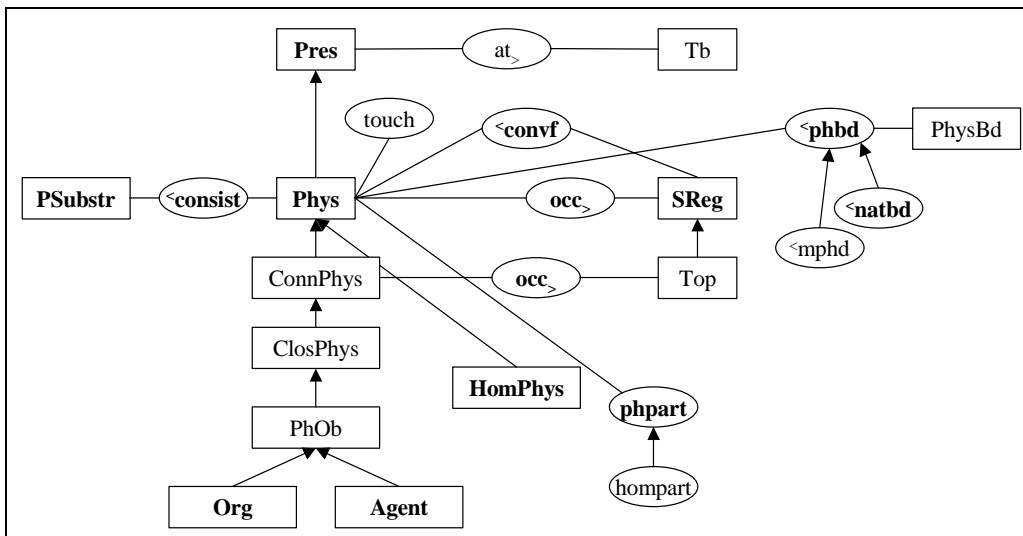 Pres
at>
Tb
touch
<convf
<phbd
PhysBd
PSubstr
<consist
Phys
occ>
SReg
<natbd
<mphd
ConnPhys
occ>
Top
ClosPhys
HomPhys
phpart
PhOb
hompart
Org
Agent